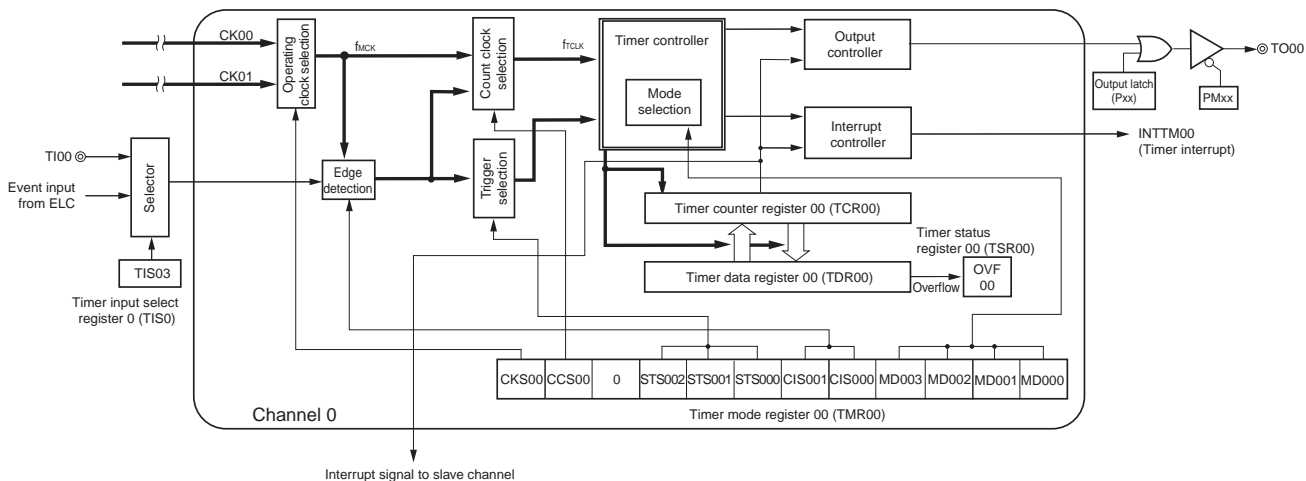 CK00
CK01
Operating
clock selection
fMCK
Count clock
selection
fTCLK
Timer controller
Mode
selection
Output
controller
Output latch
(Pxx)
PMxx
TO00
Interrupt
controller
INTTM00
(Timer interrupt)
TI00
Event input
from ELC
Selector
TIS03
Timer input select
register 0 (TIS0)
Edge
detection
Trigger
selection
Timer counter register 00 (TCR00)
Timer data register 00 (TDR00)
Overflow
Timer status
register 00 (TSR00)
OVF
00
CKS00 CCS00 0 STS002 STS001 STS000 CIS001 CIS000 MD003 MD002 MD001 MD000
Channel 0
Timer mode register 00 (TMR00)
Interrupt signal to slave channel